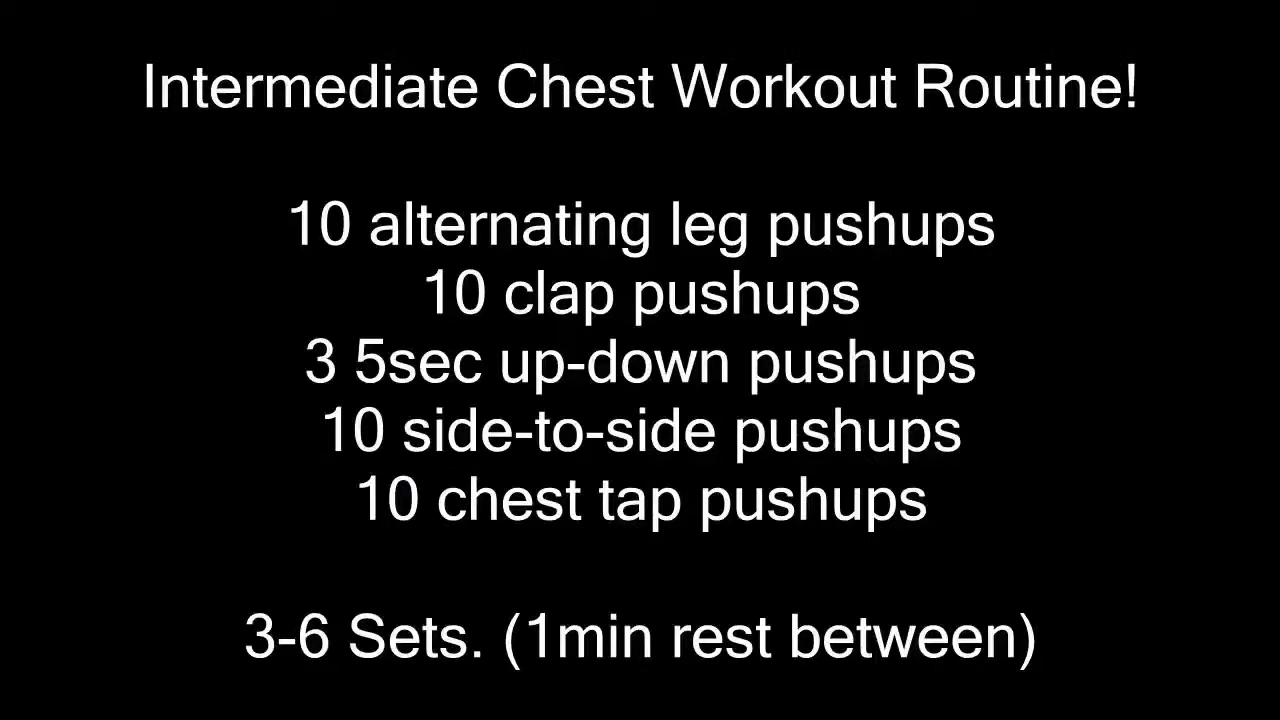 Intermediate Chest Workout Routine!
10 alternating leg pushups
10 clap pushups
3 5sec up-down pushups
10 side-to-side pushups
10 chest tap pushups
3-6 Sets. (1min rest between)